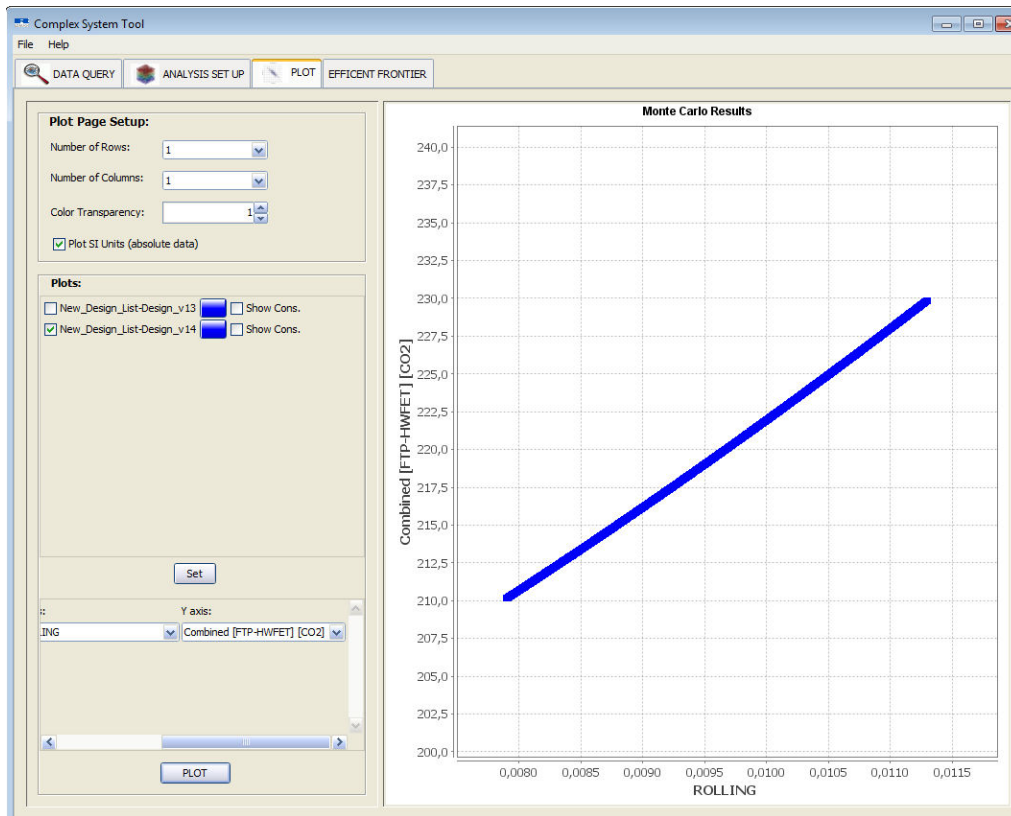 Complex System Tool
File Help
DATA QUERY ANALYSIS SET UP PLOT EFFICENT FRONTIER
Plot Page Setup:
Number of Rows: 1
Number of Columns: 1
Color Transparency: 1
Plot SI Units (absolute data)
Plots:
New_Design_List-Design_v13 Show Cons.
New_Design_List-Design_v14 Show Cons.
Set
:: Y axis:
.ING Combined [FTP-HWFET] [CO2]
PLOT
Monte Carlo Results
Combined [FTP-HWFET] [CO2]
240,0
237,5
235,0
232,5
230,0
227,5
225,0
222,5
220,0
217,5
215,0
212,5
210,0
207,5
205,0
202,5
200,0
0,0080 0,0085 0,0090 0,0095 0,0100 0,0105 0,0110 0,0115
ROLLING